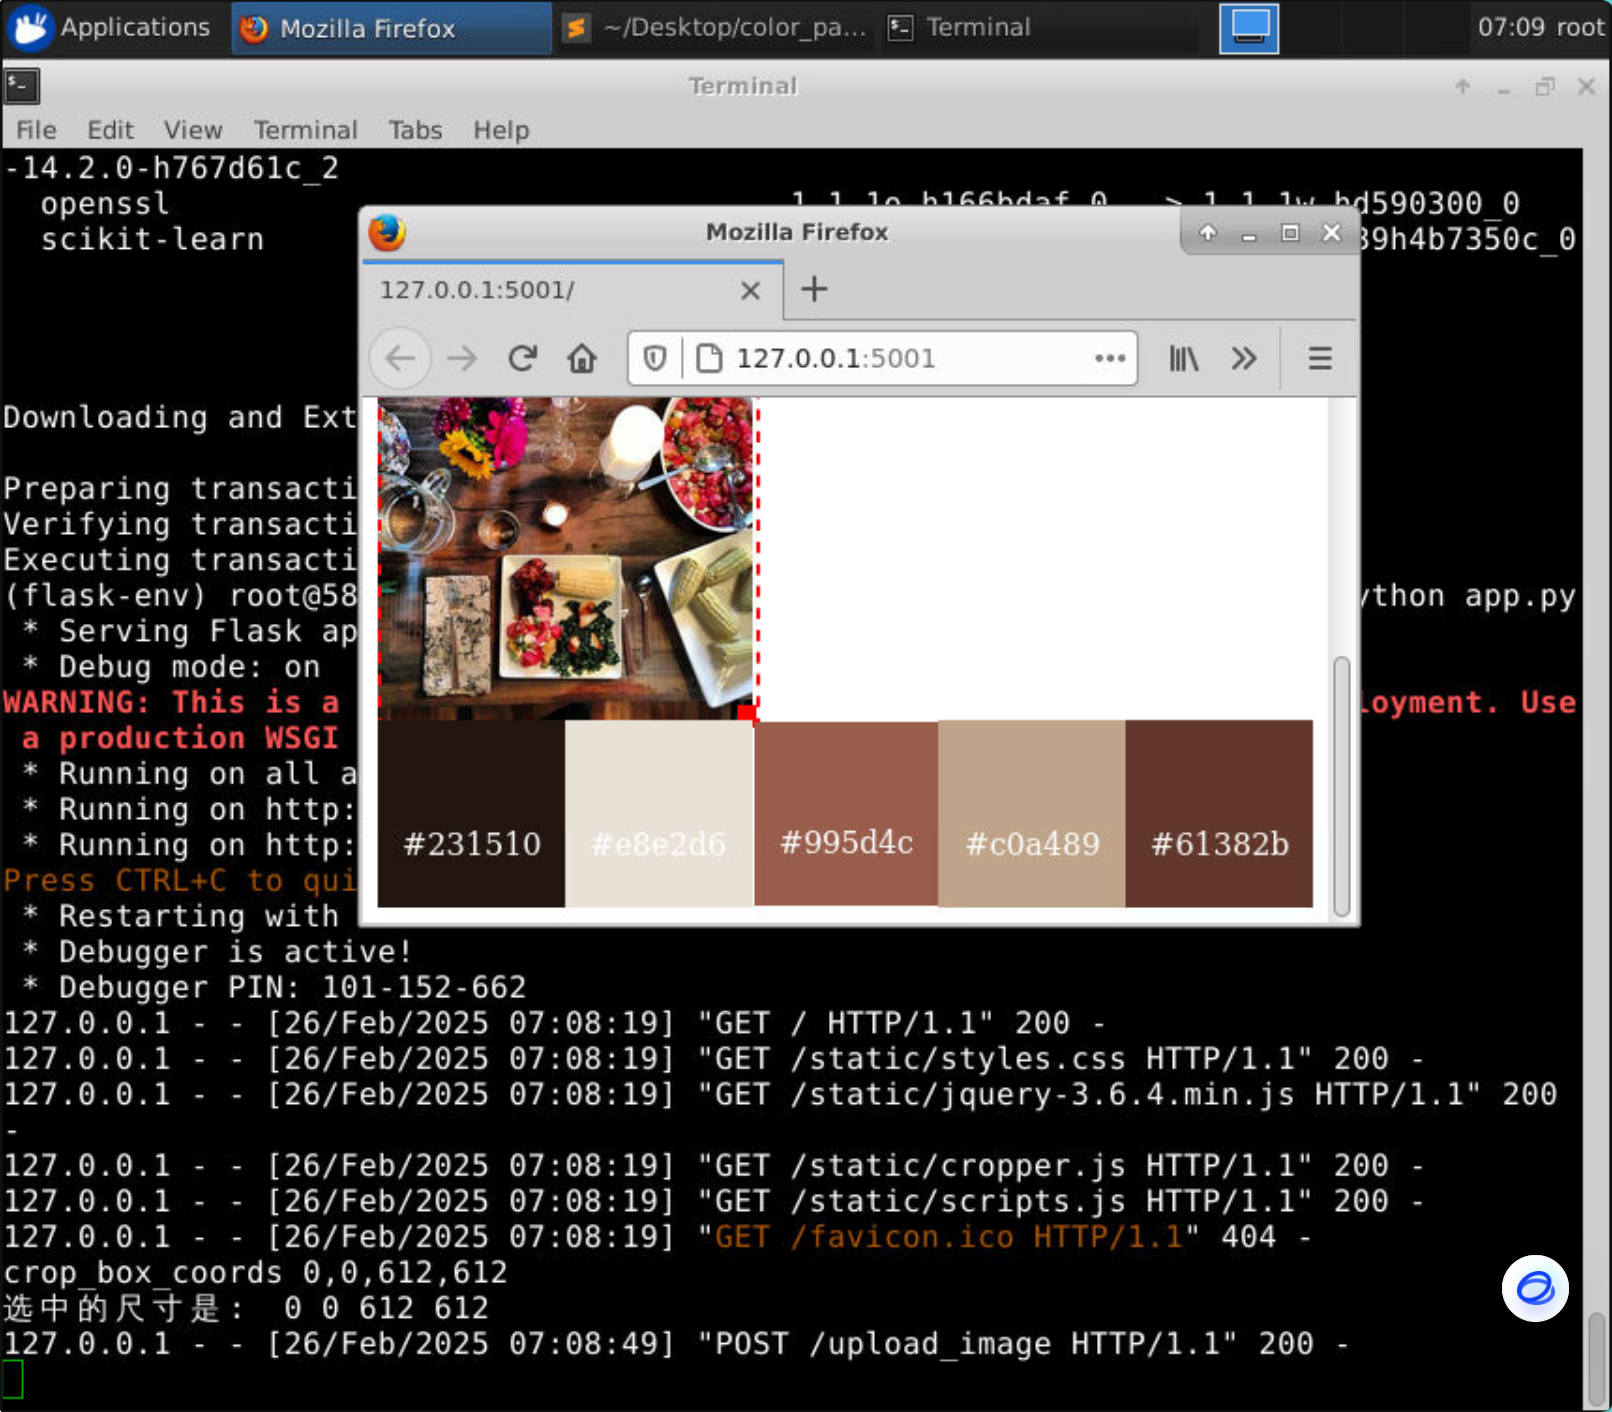 Applications Mozilla Firefox ~/Desktop/color_pa... Terminal 07:09 root
Terminal
File Edit View Terminal Tabs Help
-14.2.0-h767d61c_2
openssl 1.1.1o-h166bdaf_0 --> 1.1.1w-hd590300_0
scikit-learn 39h4b7350c_0
Mozilla Firefox
127.0.0.1:5001/
127.0.0.1:5001
#231510 #e8e2d6 #995d4c #c0a489 #61382b
Downloading and Ext
Preparing transacti
Verifying transacti
Executing transacti
(flask-env) root@58 ython app.py
* Serving Flask ap
* Debug mode: on
WARNING: This is a loyment. Use
a production WSGI
* Running on all a
* Running on http:
* Running on http:
Press CTRL+C to qui
* Restarting with
* Debugger is active!
* Debugger PIN: 101-152-662
127.0.0.1 - - [26/Feb/2025 07:08:19] "GET / HTTP/1.1" 200 -
127.0.0.1 - - [26/Feb/2025 07:08:19] "GET /static/styles.css HTTP/1.1" 200 -
127.0.0.1 - - [26/Feb/2025 07:08:19] "GET /static/jquery-3.6.4.min.js HTTP/1.1" 200
-
127.0.0.1 - - [26/Feb/2025 07:08:19] "GET /static/cropper.js HTTP/1.1" 200 -
127.0.0.1 - - [26/Feb/2025 07:08:19] "GET /static/scripts.js HTTP/1.1" 200 -
127.0.0.1 - - [26/Feb/2025 07:08:19] "GET /favicon.ico HTTP/1.1" 404 -
crop_box_coords 0,0,612,612
选中的尺寸是： 0 0 612 612
127.0.0.1 - - [26/Feb/2025 07:08:49] "POST /upload_image HTTP/1.1" 200 -